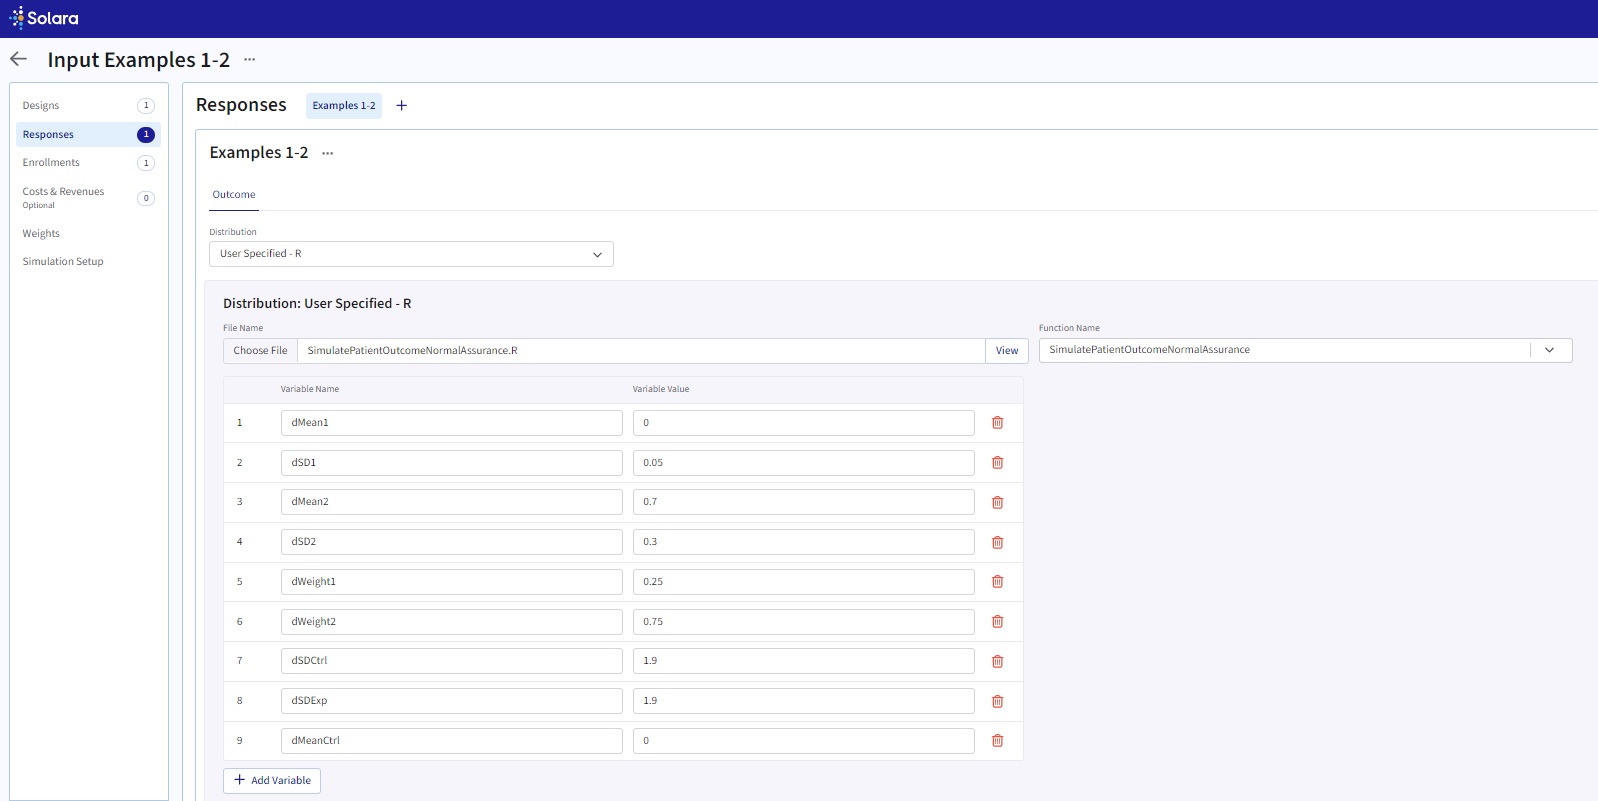 Solara
Input Examples 1-2 ...
Designs 1
Responses 1
Enrollments 1
Costs & Revenues 0
Optional
Weights
Simulation Setup
Responses Examples 1-2 +
Examples 1-2 ...
Outcome
Distribution
User Specified - R
Distribution: User Specified - R
File Name
Choose File SimulatePatientOutcomeNormalAssurance.R View
Function Name
SimulatePatientOutcomeNormalAssurance
Variable Name Variable Value
1 dMean1 0
2 dSD1 0.05
3 dMean2 0.7
4 dSD2 0.3
5 dWeight1 0.25
6 dWeight2 0.75
7 dSDCtrl 1.9
8 dSDExp 1.9
9 dMeanCtrl 0
+ Add Variable